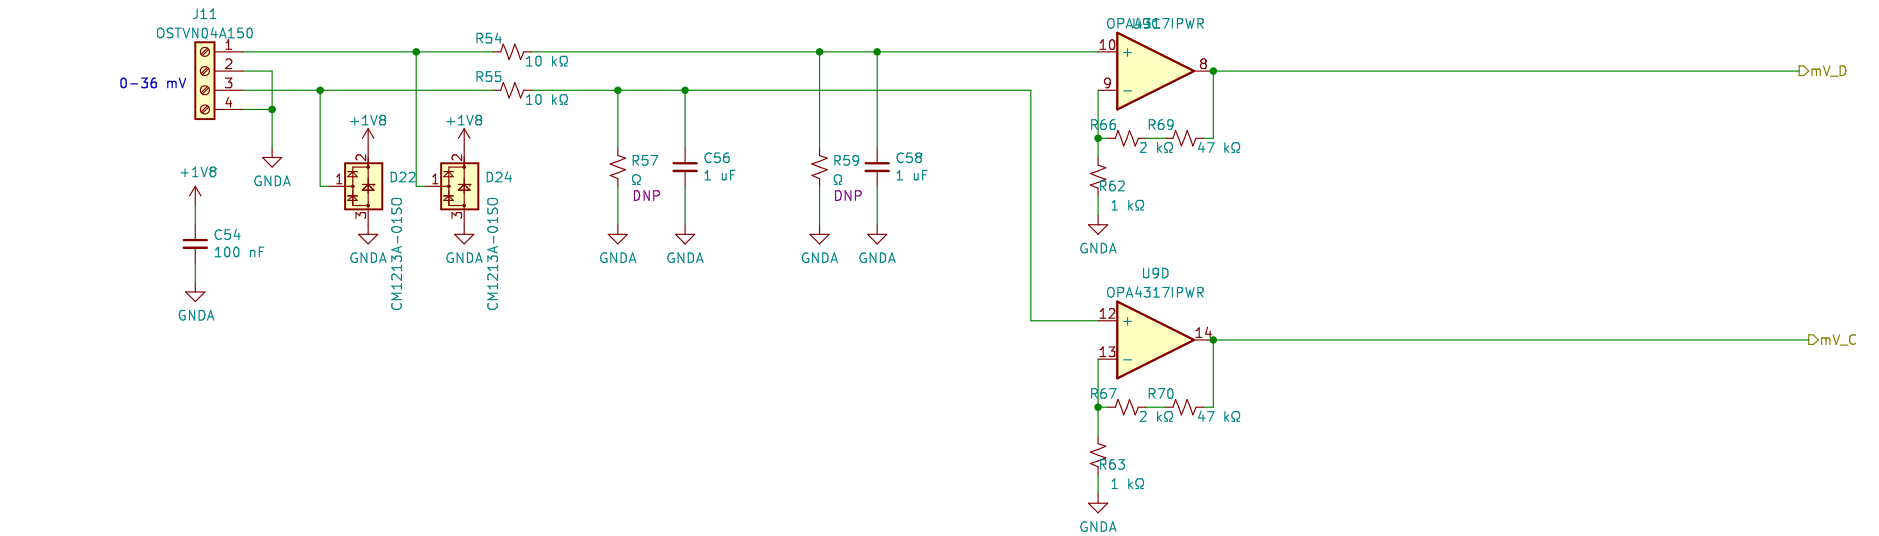 J11
OSTVN04A150
1
2
3
4
0-36 mV
GNDA
+1V8
C54
100 nF
GNDA
+1V8
2
1
3
D22
CM1213A-01SO
GNDA
+1V8
2
1
3
D24
CM1213A-01SO
GNDA
R54
10 kΩ
R55
10 kΩ
R57
Ω
DNP
GNDA
C56
1 uF
GNDA
R59
Ω
DNP
GNDA
C58
1 uF
GNDA
OPA4317IPWR
10
+
9
−
8
mV_D
R66
2 kΩ
R69
47 kΩ
R62
1 kΩ
GNDA
U9D
OPA4317IPWR
12
+
13
−
14
mV_C
R67
2 kΩ
R70
47 kΩ
R63
1 kΩ
GNDA